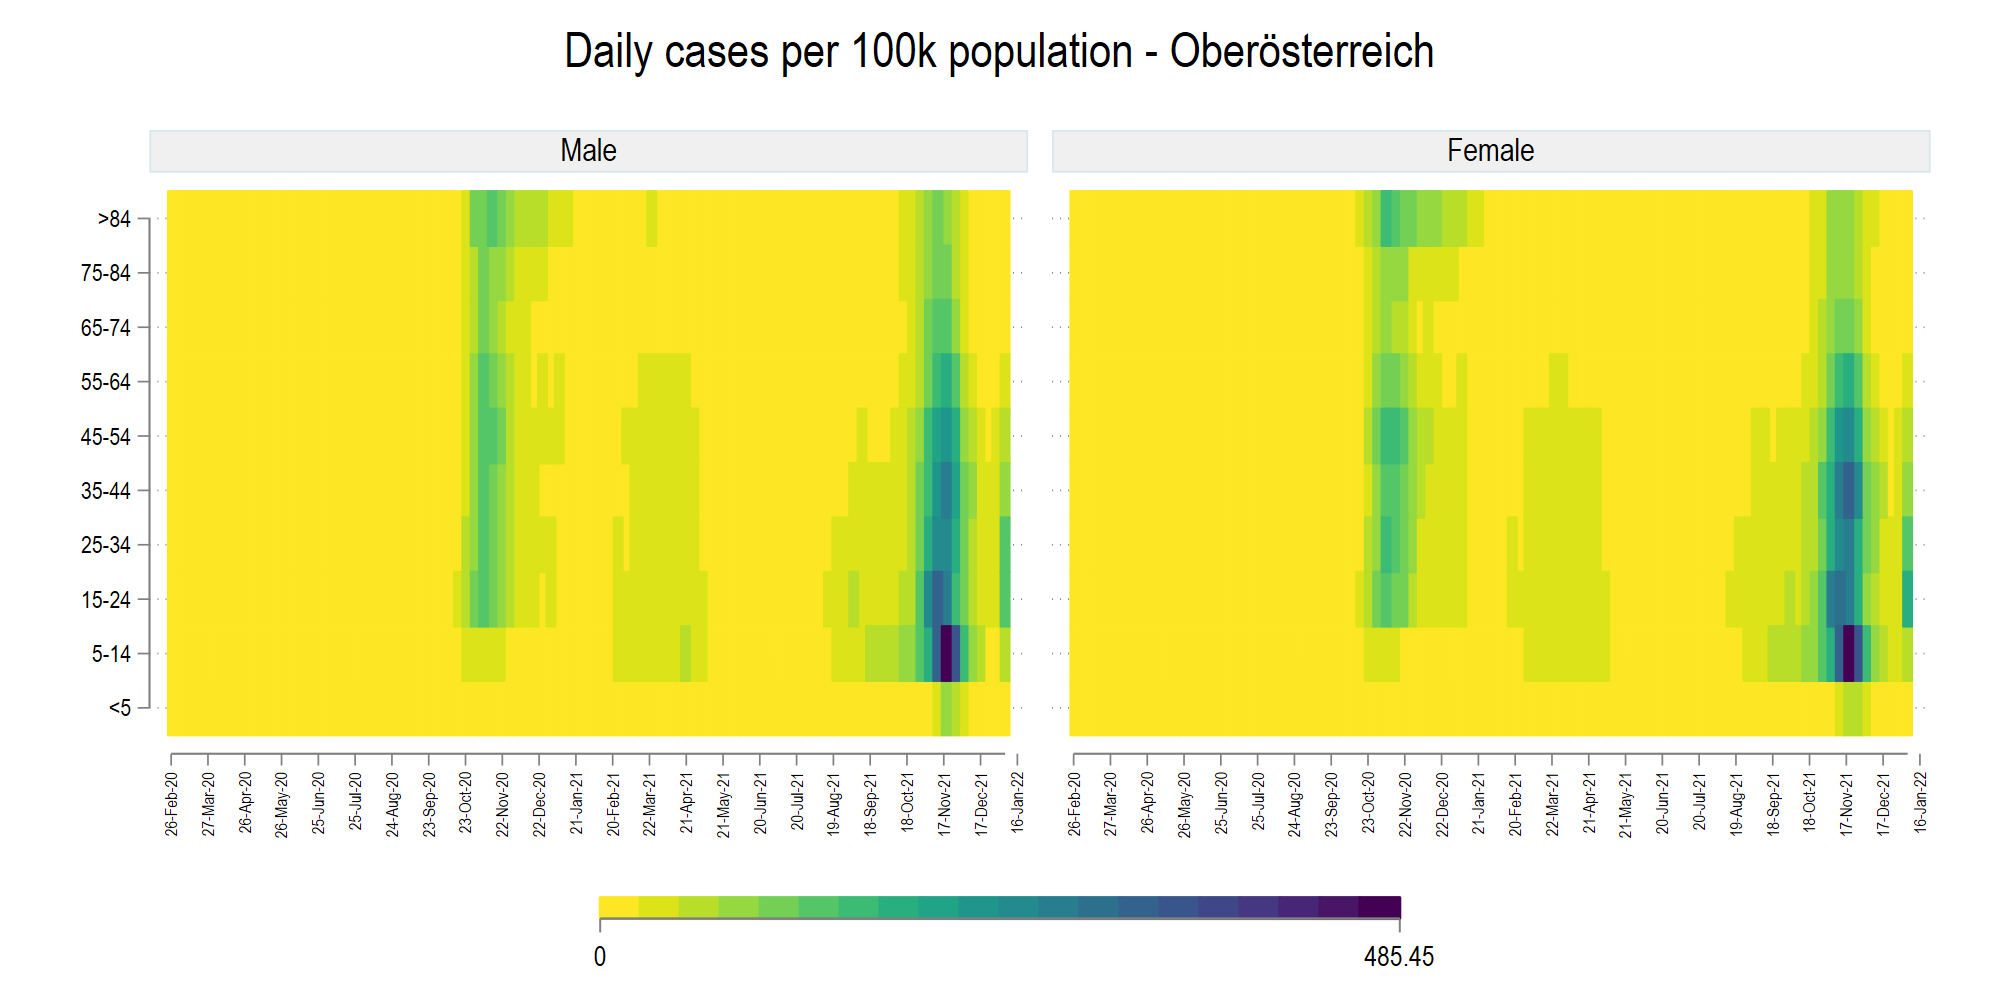 Daily cases per 100k population - Oberösterreich
Male
Female
>84
75-84
65-74
55-64
45-54
35-44
25-34
15-24
5-14
<5
26-Feb-20 27-Mar-20 26-Apr-20 26-May-20 25-Jun-20 25-Jul-20 24-Aug-20 23-Sep-20 23-Oct-20 22-Nov-20 22-Dec-20 21-Jan-21 20-Feb-21 22-Mar-21 21-Apr-21 21-May-21 20-Jun-21 20-Jul-21 19-Aug-21 18-Sep-21 18-Oct-21 17-Nov-21 17-Dec-21 16-Jan-22
26-Feb-20 27-Mar-20 26-Apr-20 26-May-20 25-Jun-20 25-Jul-20 24-Aug-20 23-Sep-20 23-Oct-20 22-Nov-20 22-Dec-20 21-Jan-21 20-Feb-21 22-Mar-21 21-Apr-21 21-May-21 20-Jun-21 20-Jul-21 19-Aug-21 18-Sep-21 18-Oct-21 17-Nov-21 17-Dec-21 16-Jan-22
0
485.45